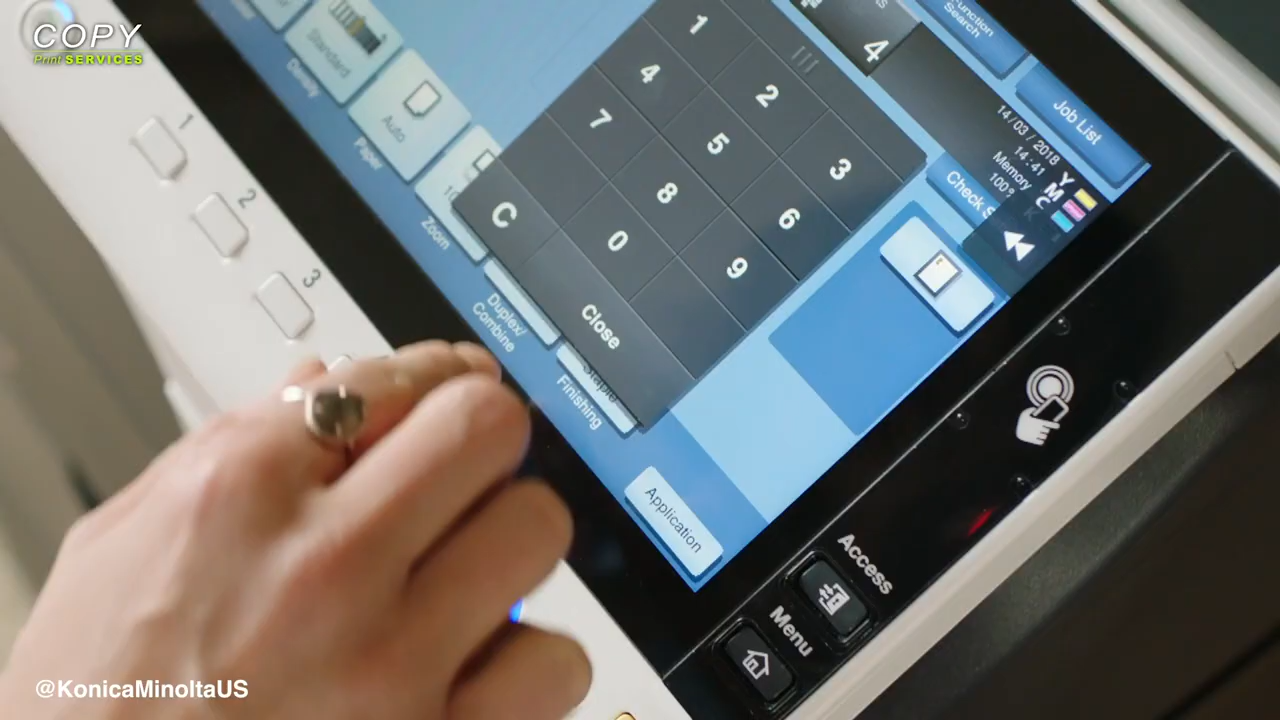 COPY
Print SERVICES
Standard
Density
Auto
Paper
Zoom
Duplex/
Combine
Staple
Finishing
Application
1
2
3
1
2
3
4
5
6
7
8
9
C
0
Close
4
Function
Search
Job List
14/03/2018
14:41
Memory
100%
Y
M
C
K
Check
Access
Menu
@KonicaMinoltaUS